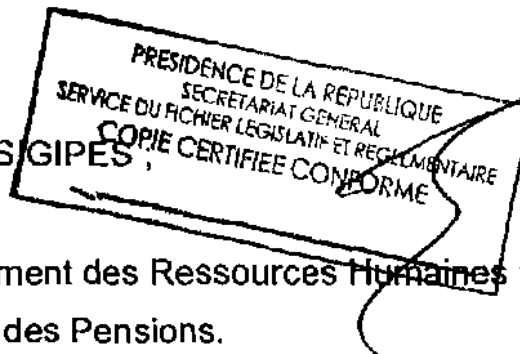 PRESIDENCE DE LA REPUBLIQUE
SECRETARIAT GENERAL
SERVICE DU FICHIER LEGISLATIF ET REGLEMENTAIRE
COPIE CERTIFIEE CONFORME
SIGIPES ;
ment des Ressources Humaines
des Pensions.